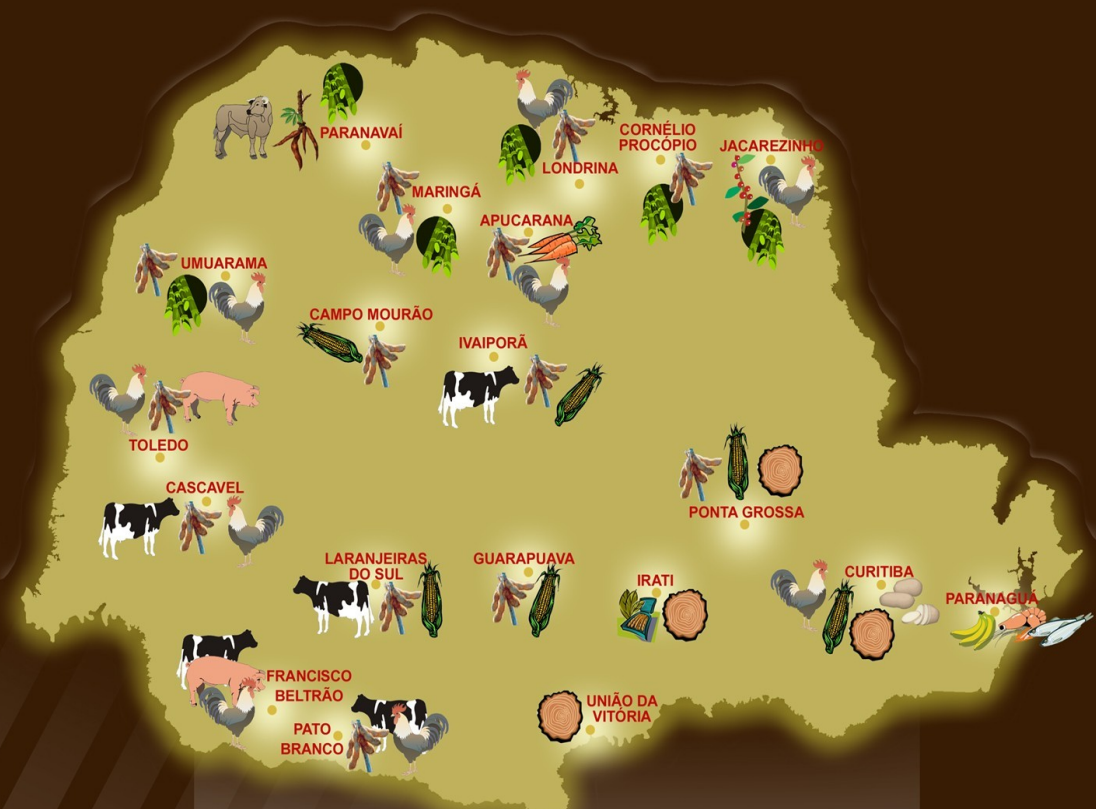 PARANAVAÍ
CORNÉLIO
PROCÓPIO
JACAREZINHO
LONDRINA
MARINGÁ
APUCARANA
UMUARAMA
CAMPO MOURÃO
IVAIPORÃ
TOLEDO
CASCAVEL
PONTA GROSSA
LARANJEIRAS
DO SUL
GUARAPUAVA
IRATI
CURITIBA
PARANAGUÁ
FRANCISCO
BELTRÃO
PATO
BRANCO
UNIÃO DA
VITÓRIA